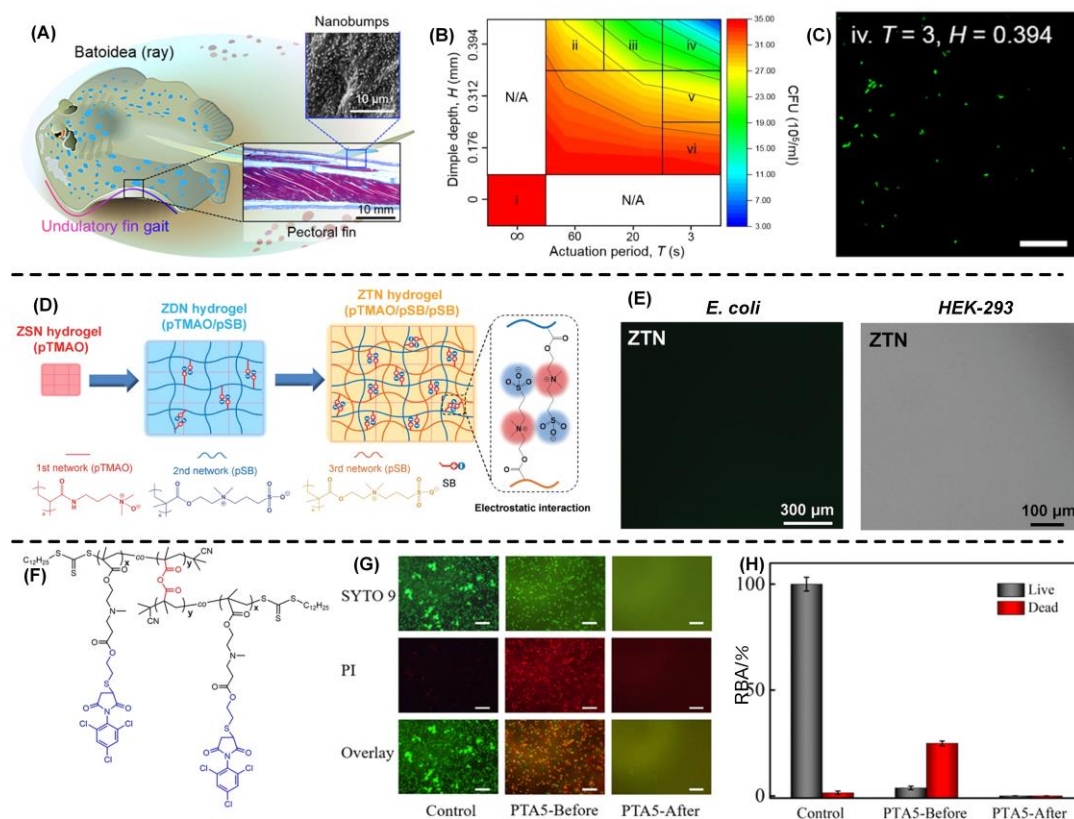 (A)
Batoidea (ray)
Nanobumps
10 μm
10 mm
Undulatory fin gait
Pectoral fin
(B)
Dimple depth, H (mm)
0.394
0.312
0.176
0
N/A
i
ii
iii
iv
v
vi
N/A
∞
60
20
3
Actuation period, T (s)
35.00
31.00
27.00
23.00
19.00
15.00
11.00
7.00
3.00
CFU (10⁵/ml)
(C)
iv. T = 3, H = 0.394
(D)
ZSN hydrogel
(pTMAO)
ZDN hydrogel
(pTMAO/pSB)
ZTN hydrogel
(pTMAO/pSB/pSB)
1st network (pTMAO)
2nd network (pSB)
3rd network (pSB)
SB
Electrostatic interaction
(E)
E. coli
HEK-293
ZTN
ZTN
300 μm
100 μm
(F)
(G)
SYTO 9
PI
Overlay
Control
PTA5-Before
PTA5-After
(H)
RBA/%
100
50
0
Live
Dead
Control
PTA5-Before
PTA5-After